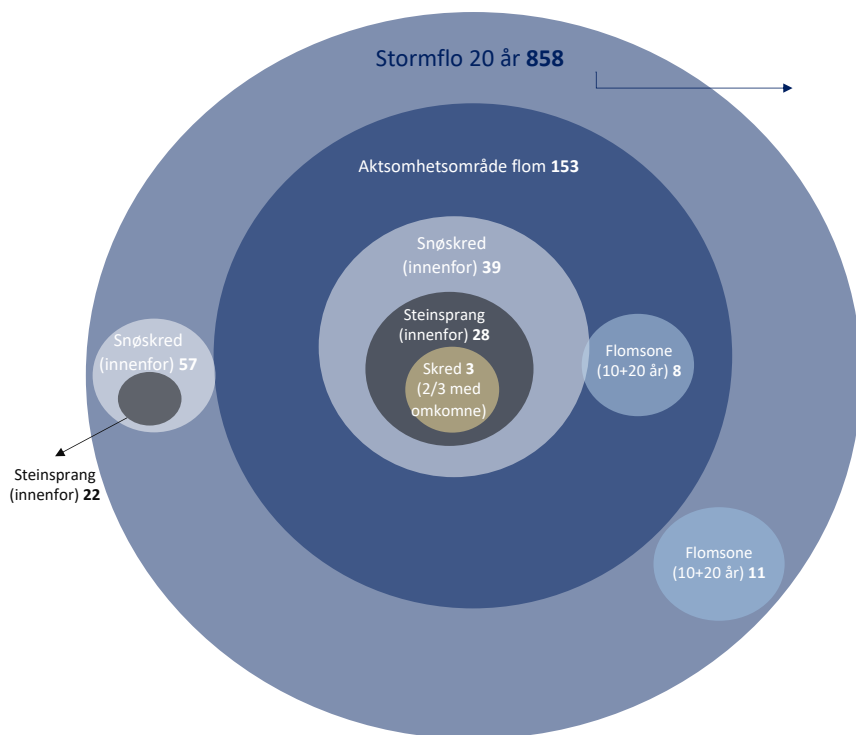 Stormflo 20 år 858
Aktsomhetsområde flom 153
Snøskred
(innenfor) 39
Steinsprang
(innenfor) 28
Skred 3
(2/3 med
omkomne)
Flomsone
(10+20 år) 8
Snøskred
(innenfor) 57
Steinsprang
(innenfor) 22
Flomsone
(10+20 år) 11